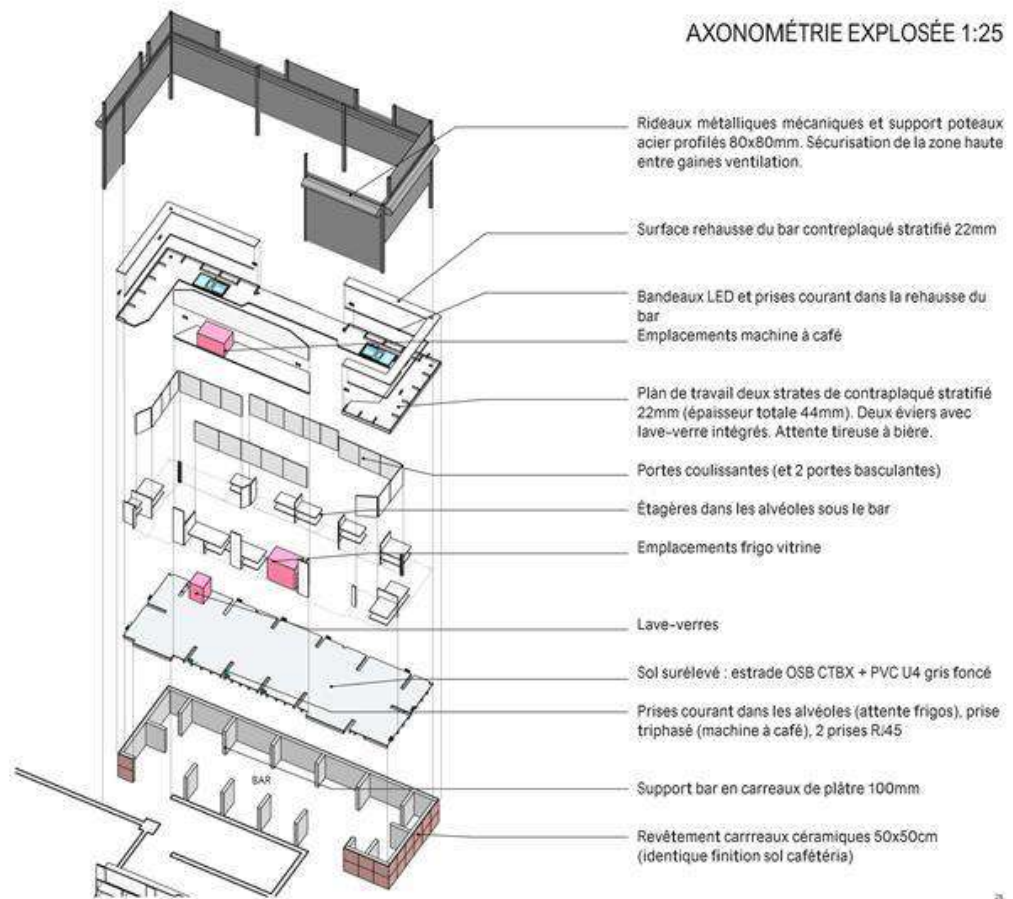 AXONOMÉTRIE EXPLOSÉE 1:25
Rideaux métalliques mécaniques et support poteaux
acier profilés 80x80mm. Sécurisation de la zone haute
entre gaines ventilation.
Surface rehausse du bar contreplaqué stratifié 22mm
Bandeaux LED et prises courant dans la rehausse du
bar
Emplacements machine à café
Plan de travail deux strates de contraplaqué stratifié
22mm (épaisseur totale 44mm). Deux éviers avec
lave-verre intégrés. Attente tireuse à bière.
Portes coulissantes (et 2 portes basculantes)
Étagères dans les alvéoles sous le bar
Emplacements frigo vitrine
Lave-verres
Sol surélevé : estrade OSB CTBX + PVC U4 gris foncé
Prises courant dans les alvéoles (attente frigos), prise
triphasé (machine à café), 2 prises RJ45
BAR
Support bar en carreaux de plâtre 100mm
Revêtement carrreaux céramiques 50x50cm
(identique finition sol cafétéria)